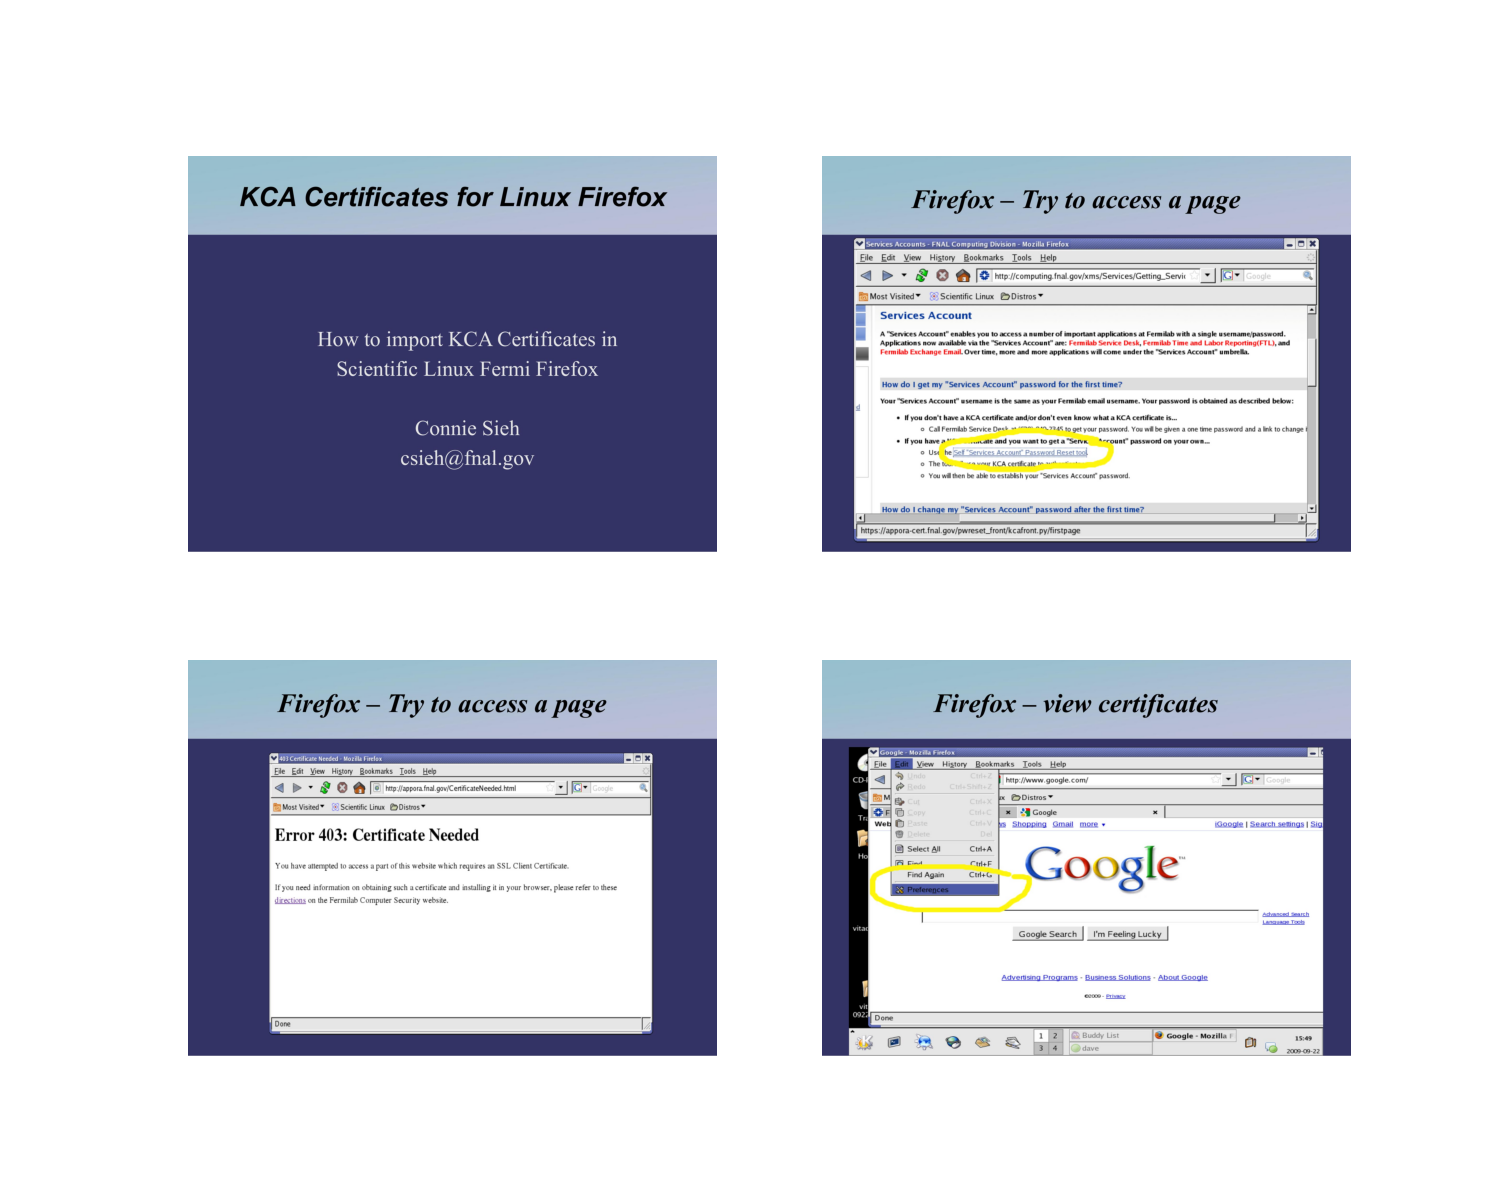 KCA Certificates for Linux Firefox
How to import KCA Certificates in
Scientific Linux Fermi Firefox
Connie Sieh
csieh@fnal.gov
Firefox – Try to access a page
Services Accounts - FNAL Computing Division - Mozilla Firefox
File Edit View History Bookmarks Tools Help
http://computing.fnal.gov/xms/Services/Getting_Servi
Google
Most Visited Scientific Linux Distros
Services Account
A "Services Account" enables you to access a number of important applications at Fermilab with a single username/password.
Applications now available via the "Services Account" are: Fermilab Service Desk, Fermilab Time and Labor Reporting(FTL), and
Fermilab Exchange Email. Over time, more and more applications will come under the "Services Account" umbrella.
How do I get my "Services Account" password for the first time?
Your "Services Account" username is the same as your Fermilab email username. Your password is obtained as described below:
If you don't have a KCA certificate and/or don't even know what a KCA certificate is...
Call Fermilab Service Desk at 2345 to get your password. You will be given a one time password and a link to change
If you have a and you want to get a "Services Account" password on your own...
Use the Self "Services Account" Password Reset tool
The your KCA certificate to
You will then be able to establish your "Services Account" password.
How do I change my "Services Account" password after the first time?
https://appora-cert.fnal.gov/pwreset_front/kcafront.py/firstpage
Firefox – Try to access a page
403 Certificate Needed - Mozilla Firefox
File Edit View History Bookmarks Tools Help
http://appora.fnal.gov/CertificateNeeded.html
Google
Most Visited Scientific Linux Distros
Error 403: Certificate Needed
You have attempted to access a part of this website which requires an SSL Client Certificate.
If you need information on obtaining such a certificate and installing it in your browser, please refer to these
directions on the Fermilab Computer Security website.
Done
Firefox – view certificates
Google - Mozilla Firefox
File Edit View History Bookmarks Tools Help
Undo Ctrl+Z
Redo Ctrl+Shift+Z
Cut Ctrl+X
Copy Ctrl+C
Paste Ctrl+V
Delete Del
Select All Ctrl+A
Find Ctrl+F
Find Again Ctrl+G
Preferences
http://www.google.com/
Google
Distros
Google
Web Shopping Gmail more
iGoogle | Search settings | Sig
Google
Advanced Search
Language Tools
Google Search I'm Feeling Lucky
Advertising Programs - Business Solutions - About Google
©2009 - Privacy
Done
1 2 Buddy List Google - Mozilla F 15:49
3 4 dave 2009-09-22